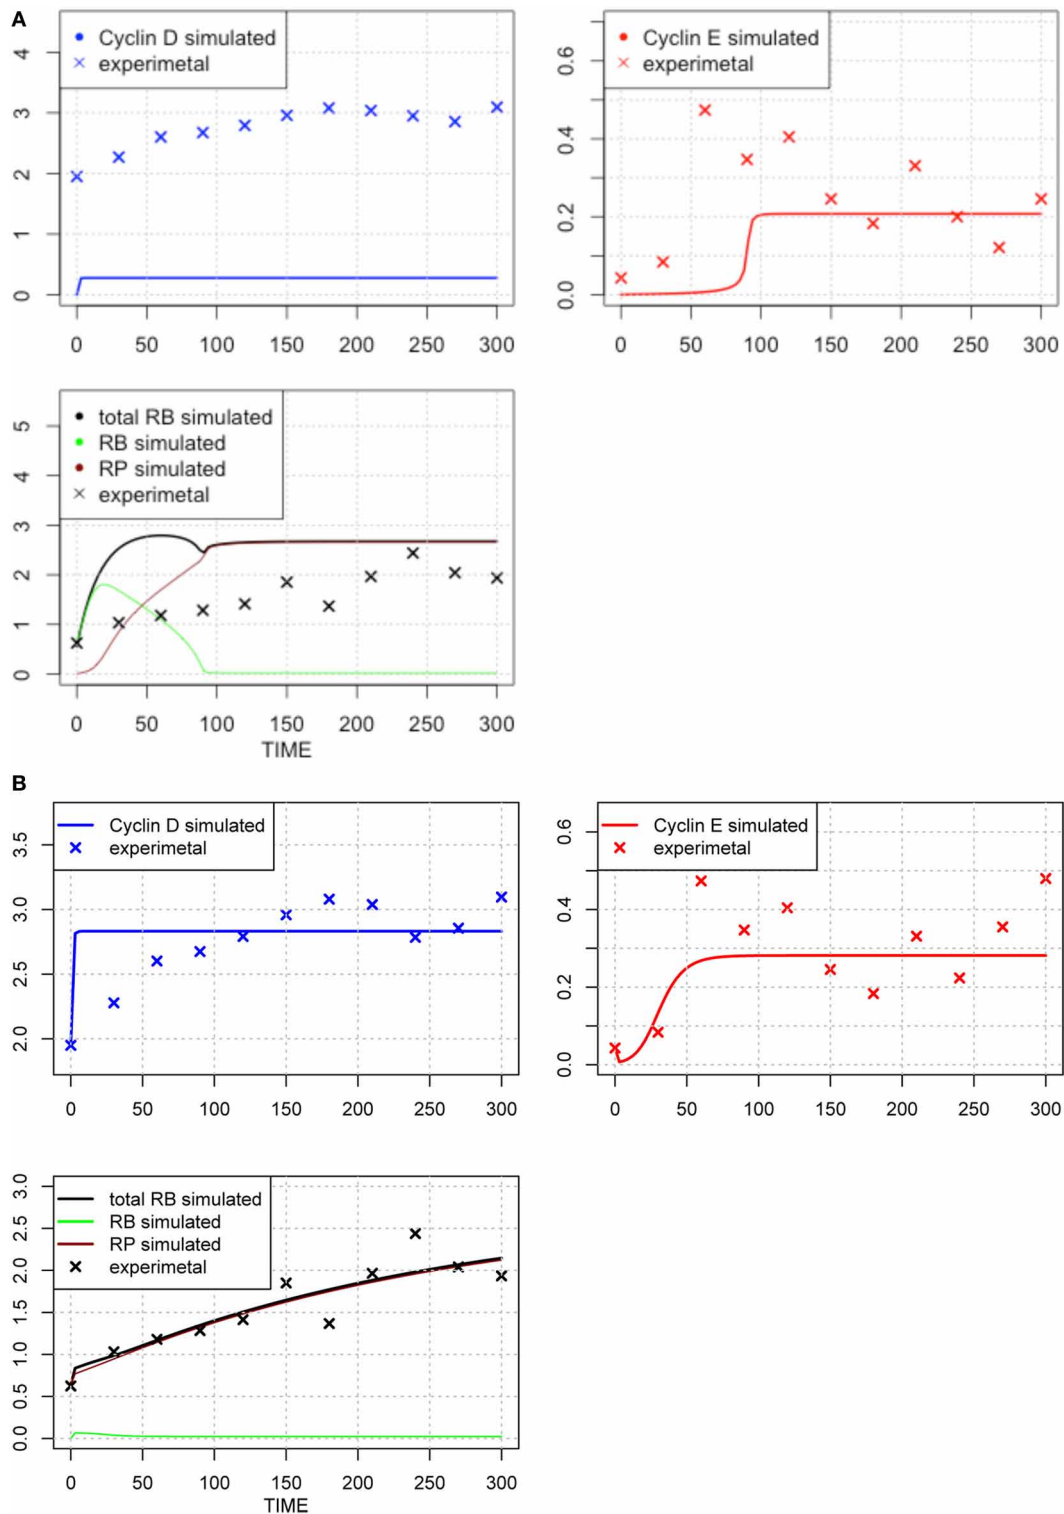 A
Cyclin D simulated
experimetal
4
3
2
1
0
0 50 100 150 200 250 300
Cyclin E simulated
experimetal
0.6
0.4
0.2
0.0
0 50 100 150 200 250 300
total RB simulated
RB simulated
RP simulated
experimetal
5
4
3
2
1
0
0 50 100 150 200 250 300
TIME
B
Cyclin D simulated
experimetal
3.5
3.0
2.5
2.0
0 50 100 150 200 250 300
Cyclin E simulated
experimetal
0.6
0.4
0.2
0.0
0 50 100 150 200 250 300
total RB simulated
RB simulated
RP simulated
experimetal
3.0
2.5
2.0
1.5
1.0
0.5
0.0
0 50 100 150 200 250 300
TIME